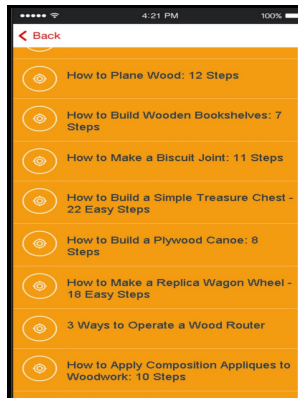 4:21 PM
100%
Back
How to Plane Wood: 12 Steps
How to Build Wooden Bookshelves: 7
Steps
How to Make a Biscuit Joint: 11 Steps
How to Build a Simple Treasure Chest -
22 Easy Steps
How to Build a Plywood Canoe: 8
Steps
How to Make a Replica Wagon Wheel -
18 Easy Steps
3 Ways to Operate a Wood Router
How to Apply Composition Appliques to
Woodwork: 10 Steps